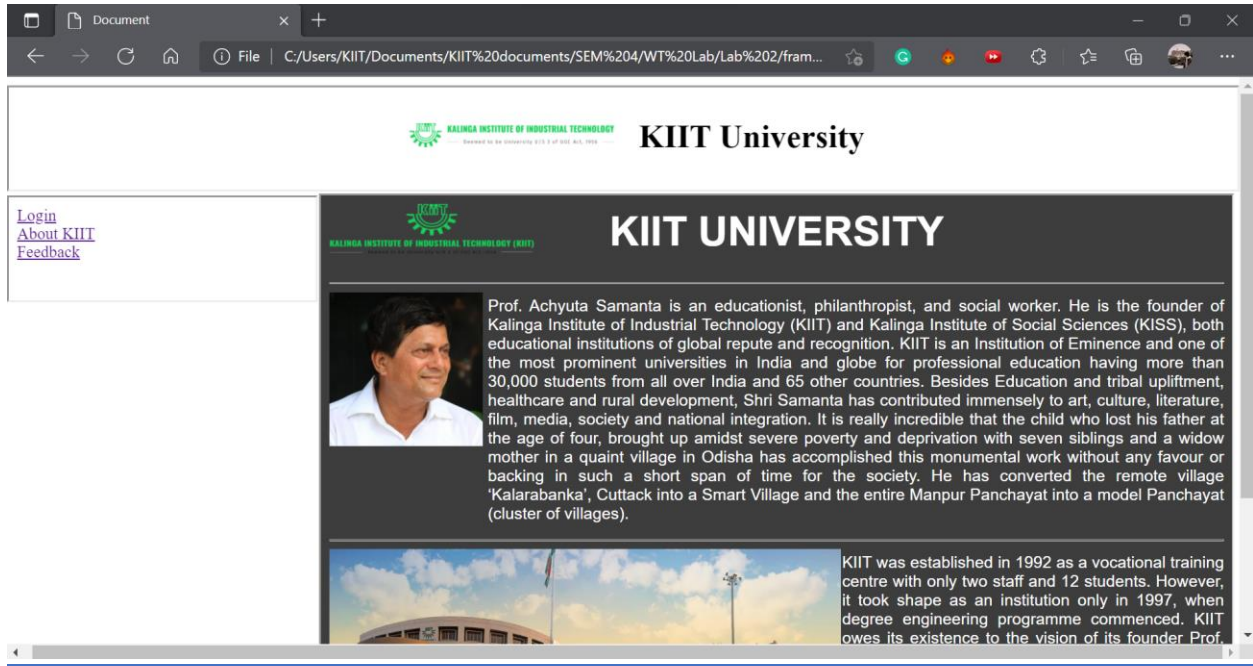 Document
File
C:/Users/KIIT/Documents/KIIT%20documents/SEM%204/WT%20Lab/Lab%202/fram...
KALINGA INSTITUTE OF INDUSTRIAL TECHNOLOGY
KIIT University
Login
About KIIT
Feedback
KIIT
KALINGA INSTITUTE OF INDUSTRIAL TECHNOLOGY (KIIT)
KIIT UNIVERSITY
Prof. Achyuta Samanta is an educationist, philanthropist, and social worker. He is the founder of
Kalinga Institute of Industrial Technology (KIIT) and Kalinga Institute of Social Sciences (KISS), both
educational institutions of global repute and recognition. KIIT is an Institution of Eminence and one of
the most prominent universities in India and globe for professional education having more than
30,000 students from all over India and 65 other countries. Besides Education and tribal upliftment,
healthcare and rural development, Shri Samanta has contributed immensely to art, culture, literature,
film, media, society and national integration. It is really incredible that the child who lost his father at
the age of four, brought up amidst severe poverty and deprivation with seven siblings and a widow
mother in a quaint village in Odisha has accomplished this monumental work without any favour or
backing in such a short span of time for the society. He has converted the remote village
‘Kalarabanka’, Cuttack into a Smart Village and the entire Manpur Panchayat into a model Panchayat
(cluster of villages).
KIIT was established in 1992 as a vocational training
centre with only two staff and 12 students. However,
it took shape as an institution only in 1997, when
degree engineering programme commenced. KIIT
owes its existence to the vision of its founder Prof.